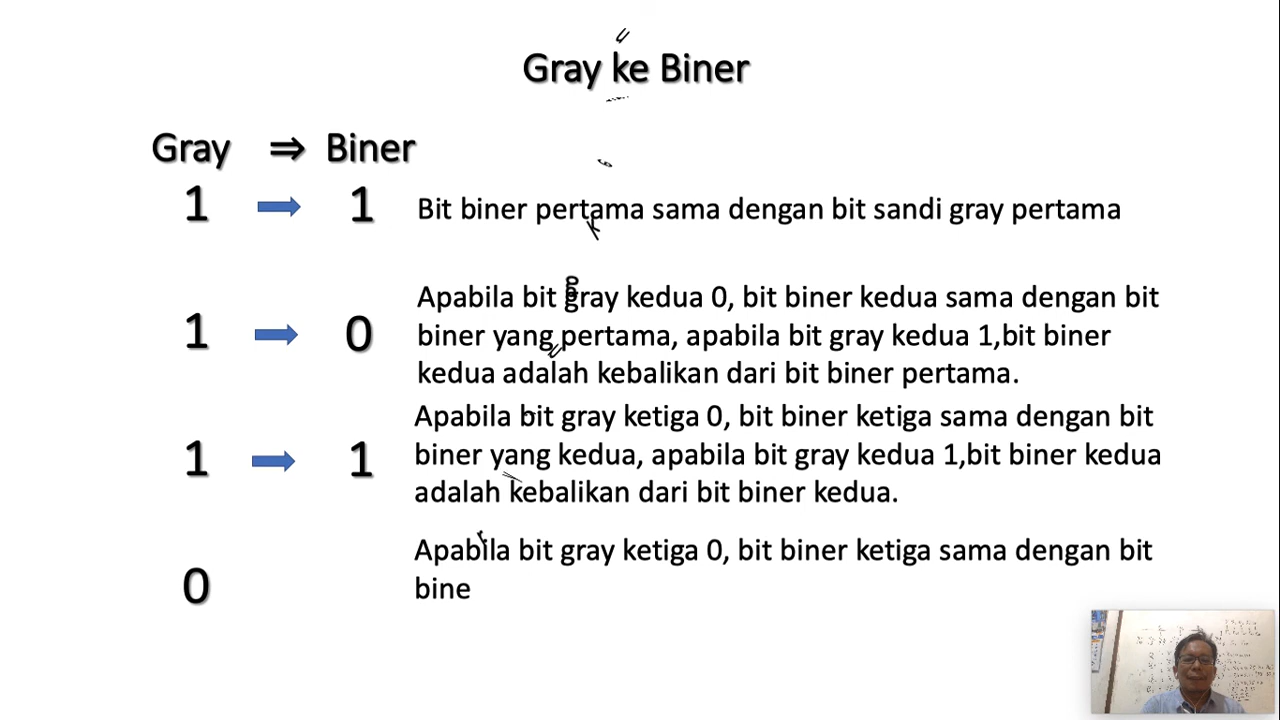 Gray ke Biner
Gray ⇒ Biner
1 1 Bit biner pertama sama dengan bit sandi gray pertama
Apabila bit gray kedua 0, bit biner kedua sama dengan bit
1 0 biner yang pertama, apabila bit gray kedua 1,bit biner
kedua adalah kebalikan dari bit biner pertama.
Apabila bit gray ketiga 0, bit biner ketiga sama dengan bit
1 1 biner yang kedua, apabila bit gray kedua 1,bit biner kedua
adalah kebalikan dari bit biner kedua.
Apabila bit gray ketiga 0, bit biner ketiga sama dengan bit
0 bine